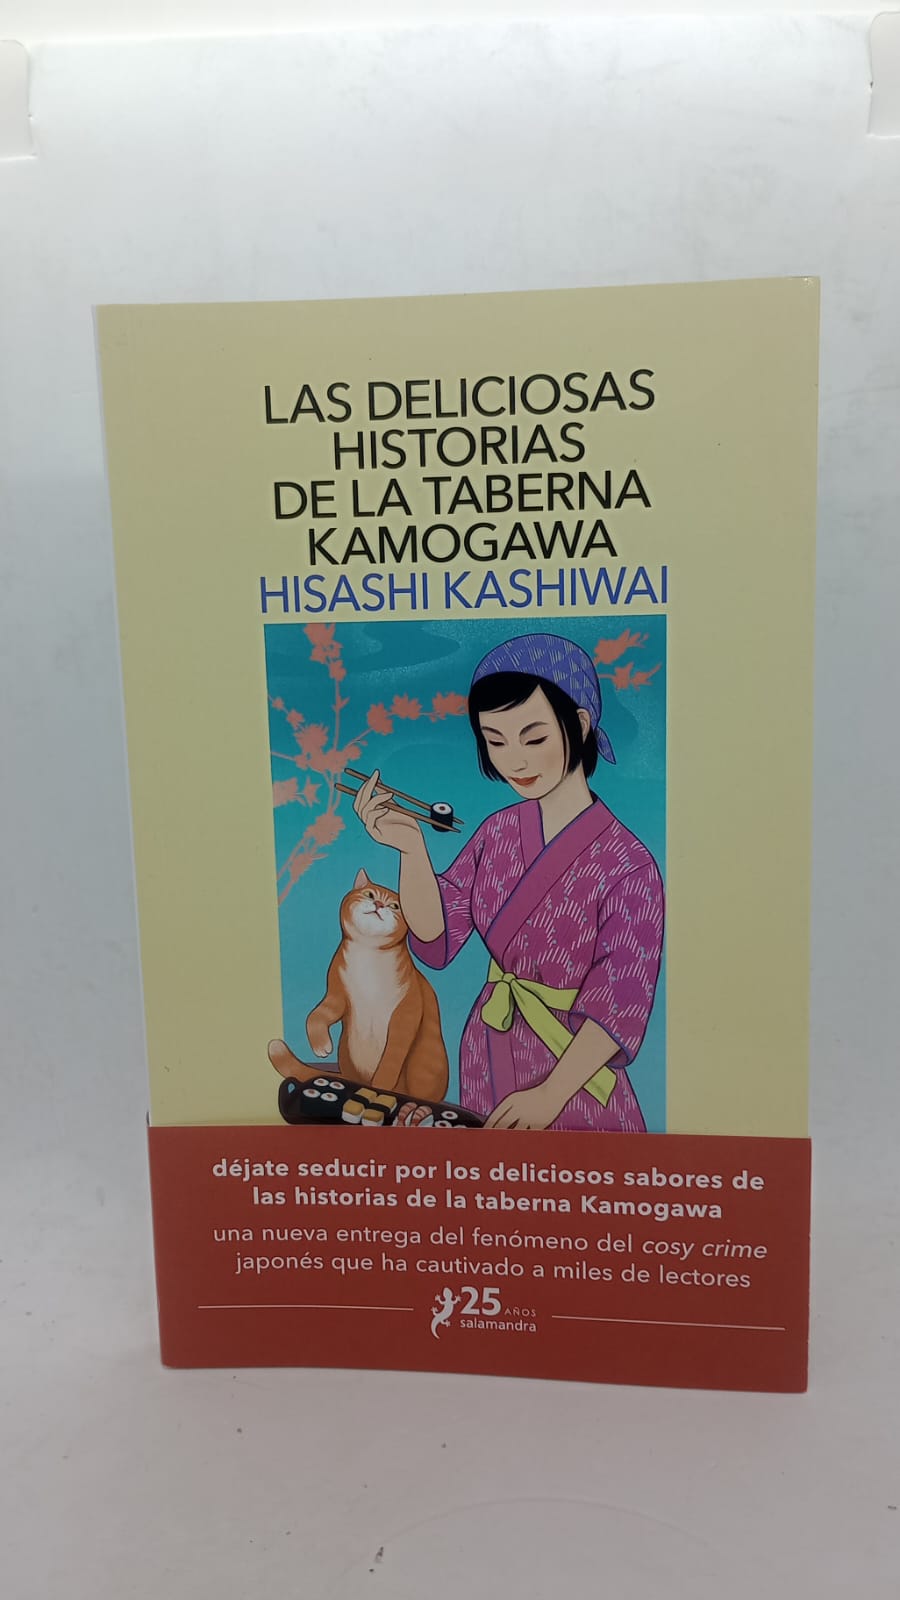 LAS DELICIOSAS
HISTORIAS
DE LA TABERNA
KAMOGAWA
HISASHI KASHIWAI
déjate seducir por los deliciosos sabores de
las historias de la taberna Kamogawa
una nueva entrega del fenómeno del cosy crime
japonés que ha cautivado a miles de lectores
25 AÑOS
salamandra